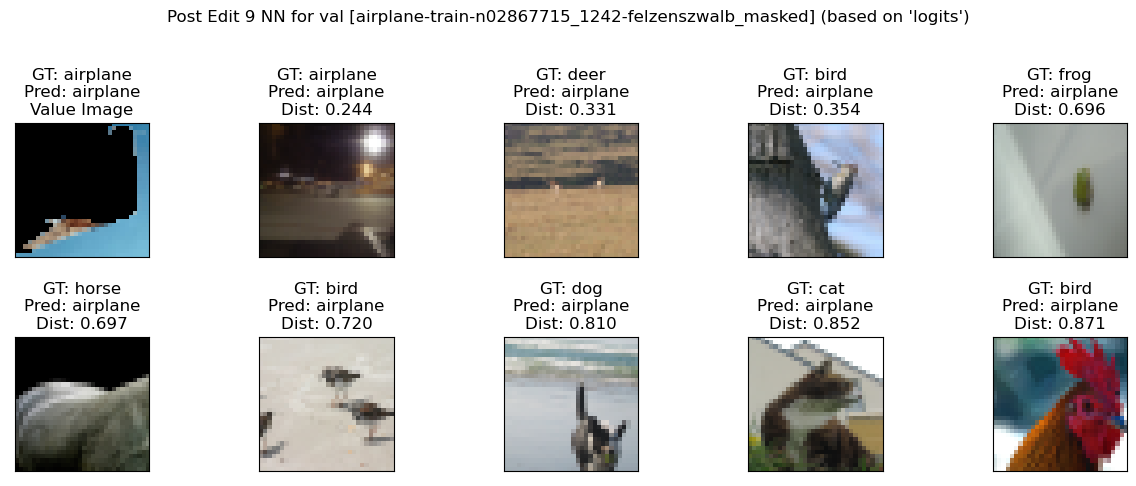 Post Edit 9 NN for val [airplane-train-n02867715_1242-felzenszwalb_masked] (based on 'logits')
GT: airplane
Pred: airplane
Value Image
GT: airplane
Pred: airplane
Dist: 0.244
GT: deer
Pred: airplane
Dist: 0.331
GT: bird
Pred: airplane
Dist: 0.354
GT: frog
Pred: airplane
Dist: 0.696
GT: horse
Pred: airplane
Dist: 0.697
GT: bird
Pred: airplane
Dist: 0.720
GT: dog
Pred: airplane
Dist: 0.810
GT: cat
Pred: airplane
Dist: 0.852
GT: bird
Pred: airplane
Dist: 0.871